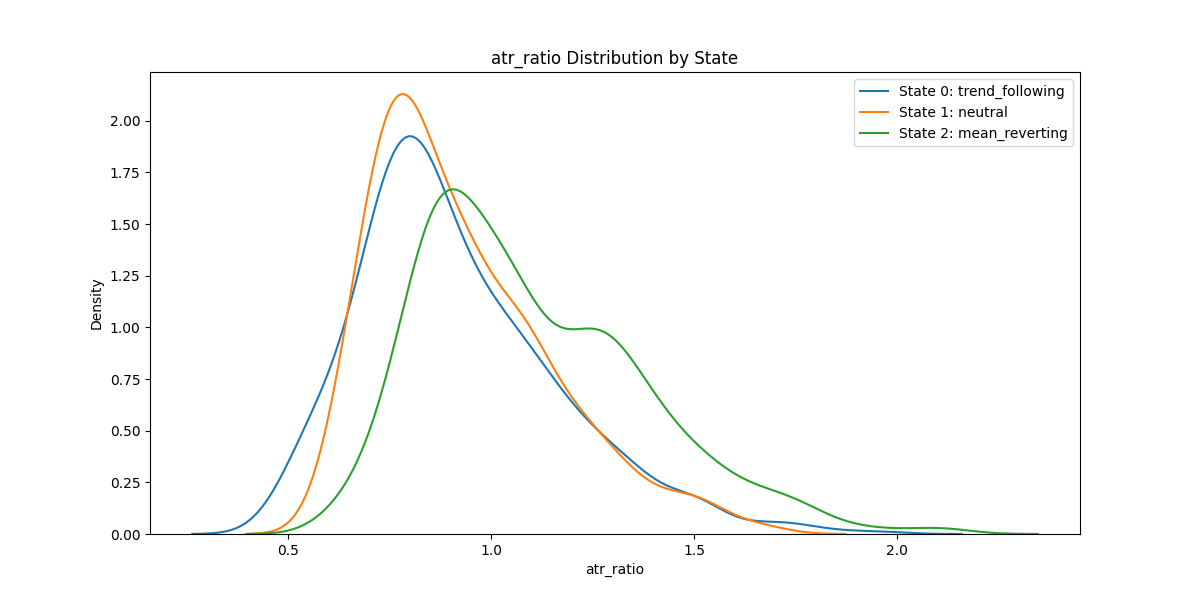 atr_ratio Distribution by State
State 0: trend_following
State 1: neutral
State 2: mean_reverting
Density
2.00
1.75
1.50
1.25
1.00
0.75
0.50
0.25
0.00
0.5
1.0
1.5
2.0
atr_ratio